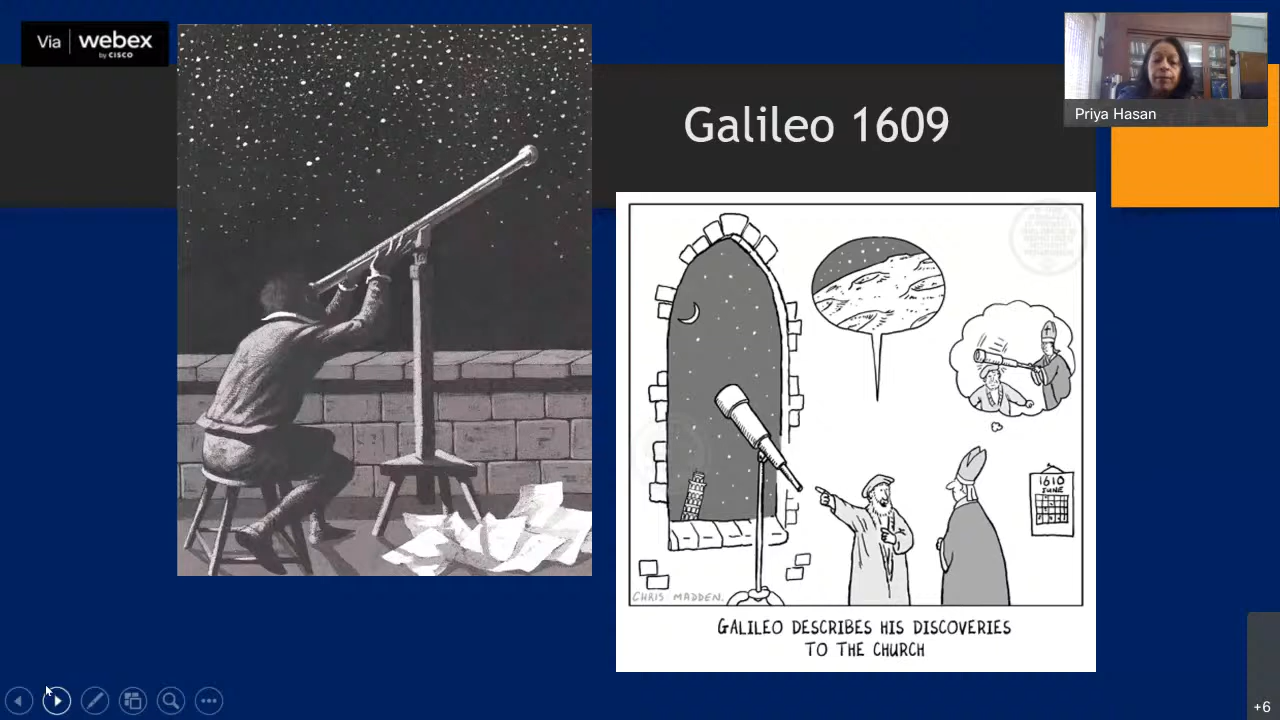 Via webex
by CISCO
Galileo 1609
Priya Hasan
1610
JUNE
CHRIS MADDEN.
GALILEO DESCRIBES HIS DISCOVERIES
TO THE CHURCH
+6